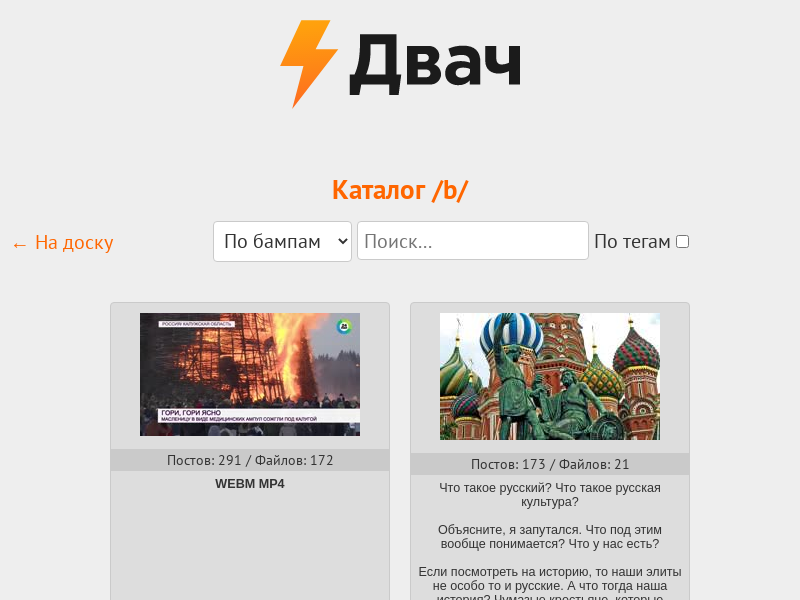 Двач
Каталог /b/
← На доску
По бампам
Поиск...
По тегам
РОССИЯ КАЛУЖСКАЯ ОБЛАСТЬ
ГОРИ, ГОРИ ЯСНО
МАСЛЕНИЦУ В ВИДЕ МЕДИЦИНСКИХ АМПУЛ СОЖГЛИ ПОД КАЛУГОЙ
Постов: 291 / Файлов: 172
WEBM MP4
Постов: 173 / Файлов: 21
Что такое русский? Что такое русская
культура?
Объясните, я запутался. Что под этим
вообще понимается? Что у нас есть?
Если посмотреть на историю, то наши элиты
не особо то и русские. А что тогда наша
история? Чумазые крестьяне, которые